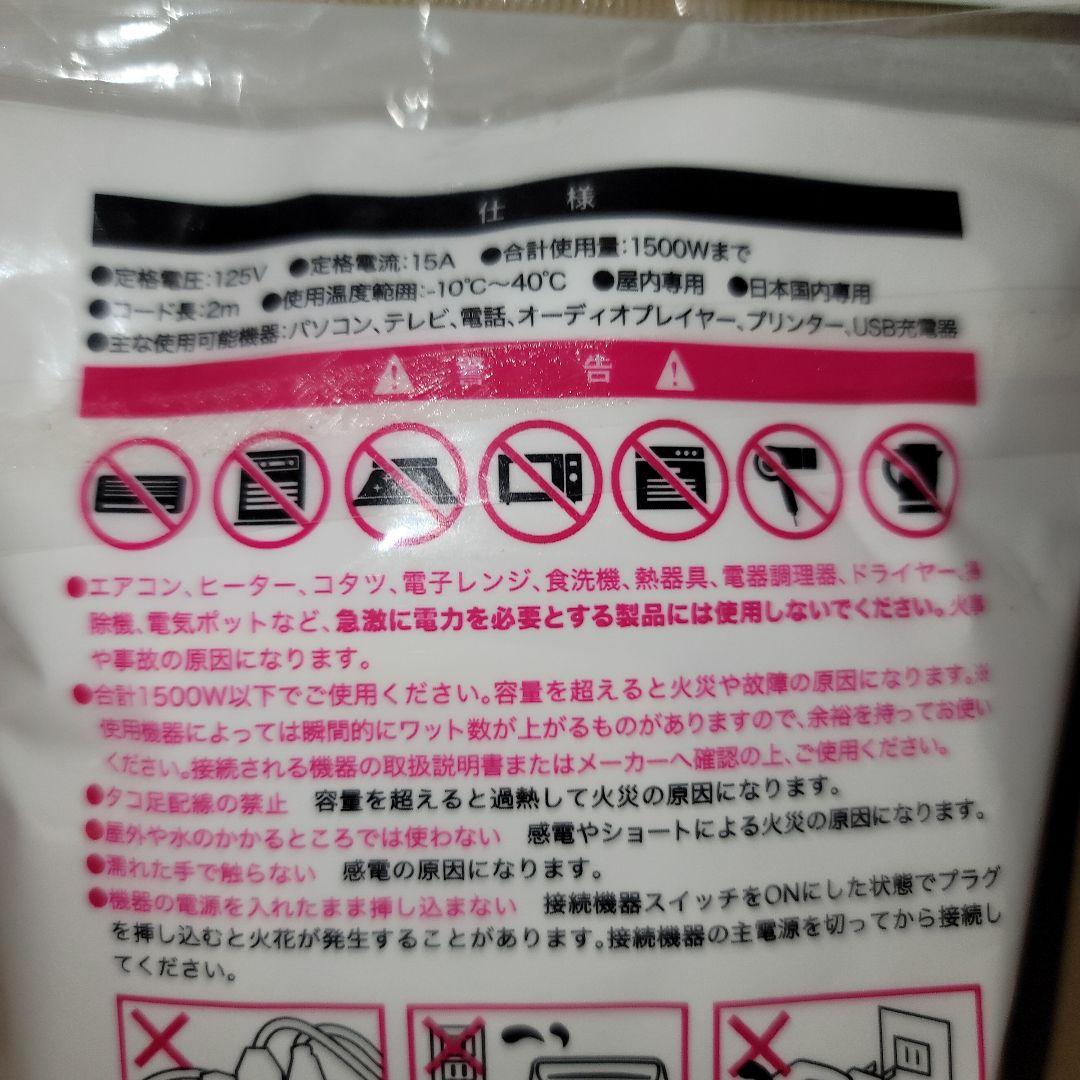 仕 様
●定格電圧:125V ●定格電流:15A ●合計使用量:1500Wまで
●コード長:2m ●使用温度範囲:-10℃~40℃ ●屋内専用 ●日本国内専用
●主な使用可能機器:パソコン、テレビ、電話、オーディオプレイヤー、プリンター、USB充電器
警 告
●エアコン、ヒーター、コタツ、電子レンジ、食洗機、熱器具、電器調理器、ドライヤー、掃
除機、電気ポットなど、急激に電力を必要とする製品には使用しないでください。火事
や事故の原因になります。
●合計1500W以下でご使用ください。容量を超えると火災や故障の原因になります。※
使用機器によっては瞬間的にワット数が上がるものがありますので、余裕を持ってお使い
ください。接続される機器の取扱説明書またはメーカーへ確認の上、ご使用ください。
●タコ足配線の禁止 容量を超えると過熱して火災の原因になります。
●屋外や水のかかるところでは使わない 感電やショートによる火災の原因になります。
●濡れた手で触らない 感電の原因になります。
●機器の電源を入れたまま挿し込まない 接続機器スイッチをONにした状態でプラグ
を挿し込むと火花が発生することがあります。接続機器の主電源を切ってから接続し
てください。